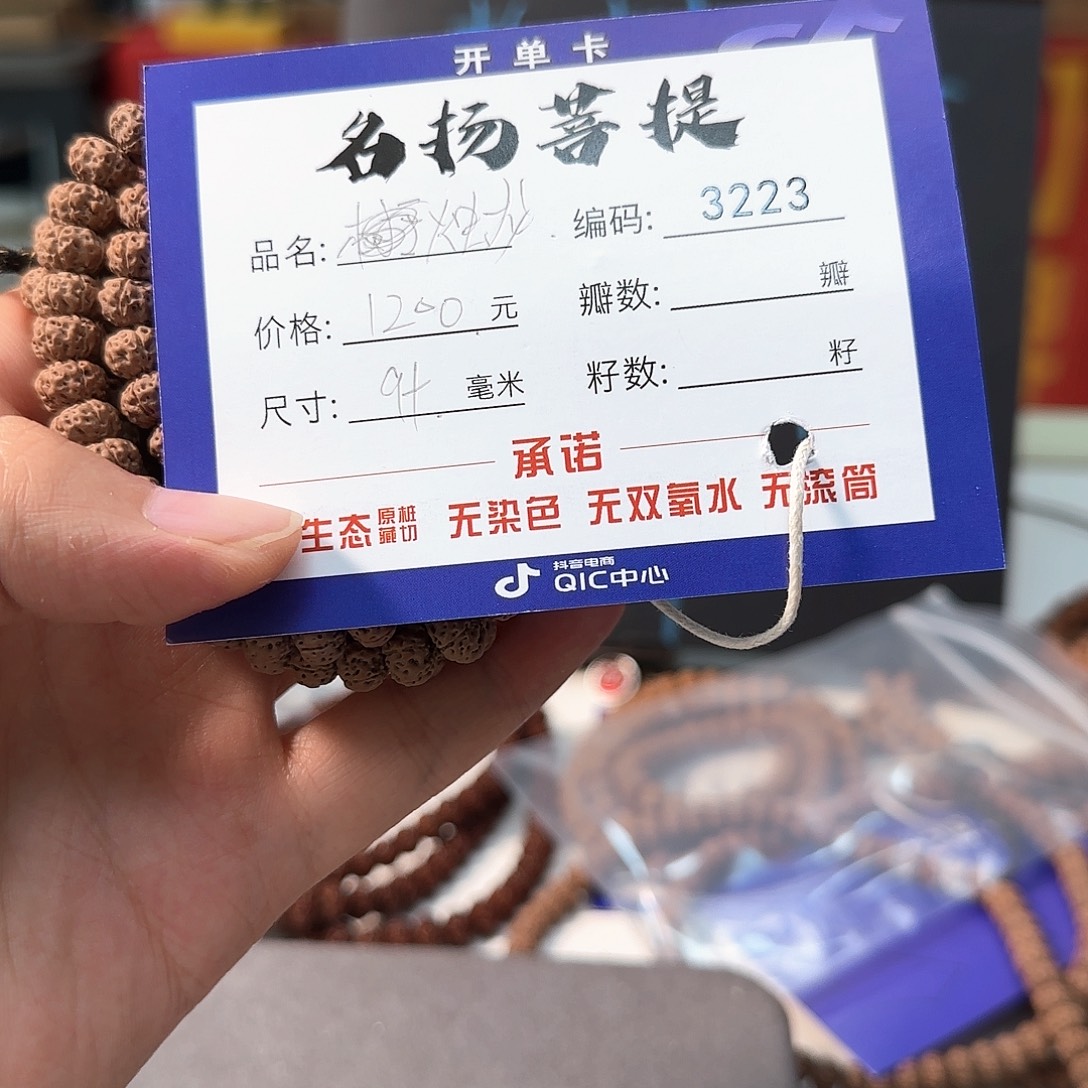 开单卡
名扬菩提
品名:
编码: 3223
价格: 1200 元
瓣数: 瓣
尺寸: 9+ 毫米
籽数: 籽
承诺
生态 原桩藏切 无染色 无双氧水 无滚筒
抖音电商
QIC中心